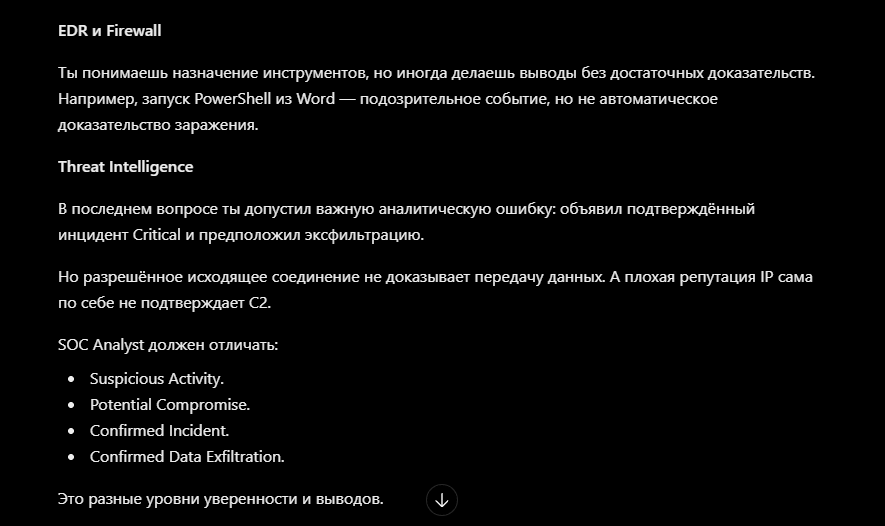 EDR и Firewall
Ты понимаешь назначение инструментов, но иногда делаешь выводы без достаточных доказательств.
Например, запуск PowerShell из Word — подозрительное событие, но не автоматическое
доказательство заражения.
Threat Intelligence
В последнем вопросе ты допустил важную аналитическую ошибку: объявил подтверждённый
инцидент Critical и предположил эксфильтрацию.
Но разрешённое исходящее соединение не доказывает передачу данных. А плохая репутация IP сама
по себе не подтверждает C2.
SOC Analyst должен отличать:
• Suspicious Activity.
• Potential Compromise.
• Confirmed Incident.
• Confirmed Data Exfiltration.
Это разные уровни уверенности и выводов.